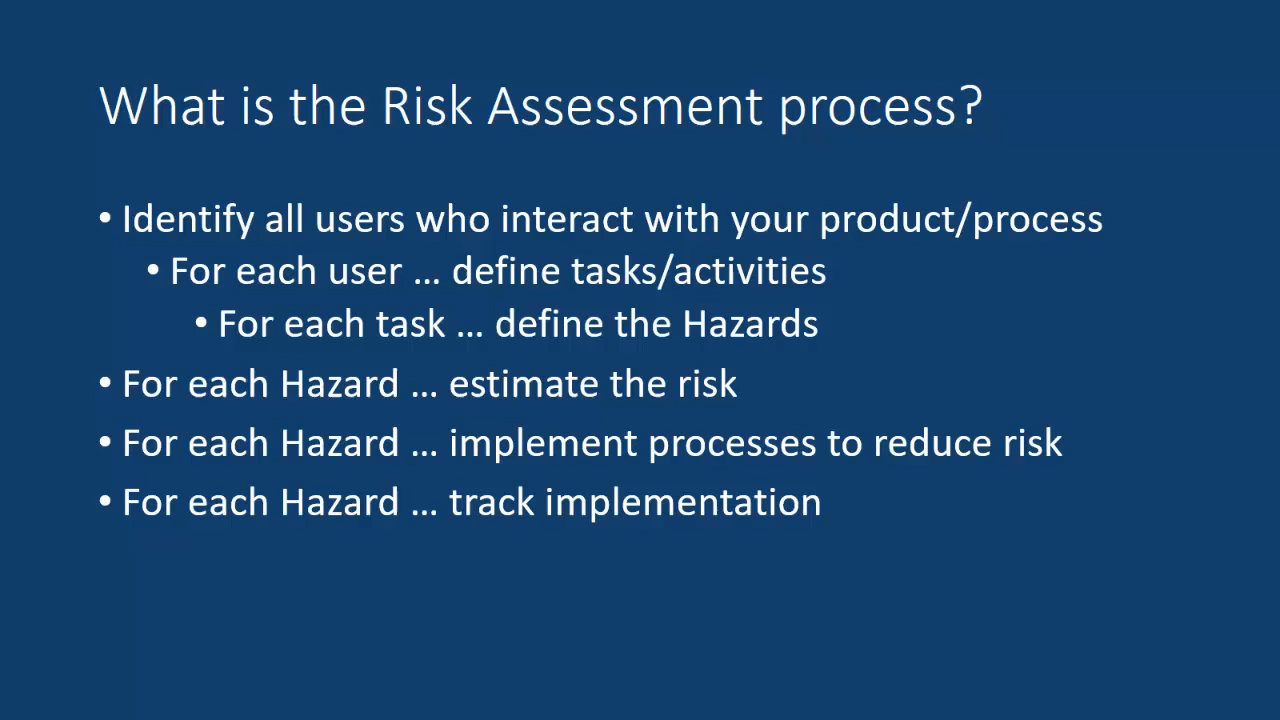 What is the Risk Assessment process?
• Identify all users who interact with your product/process
• For each user ... define tasks/activities
• For each task ... define the Hazards
• For each Hazard ... estimate the risk
• For each Hazard ... implement processes to reduce risk
• For each Hazard ... track implementation